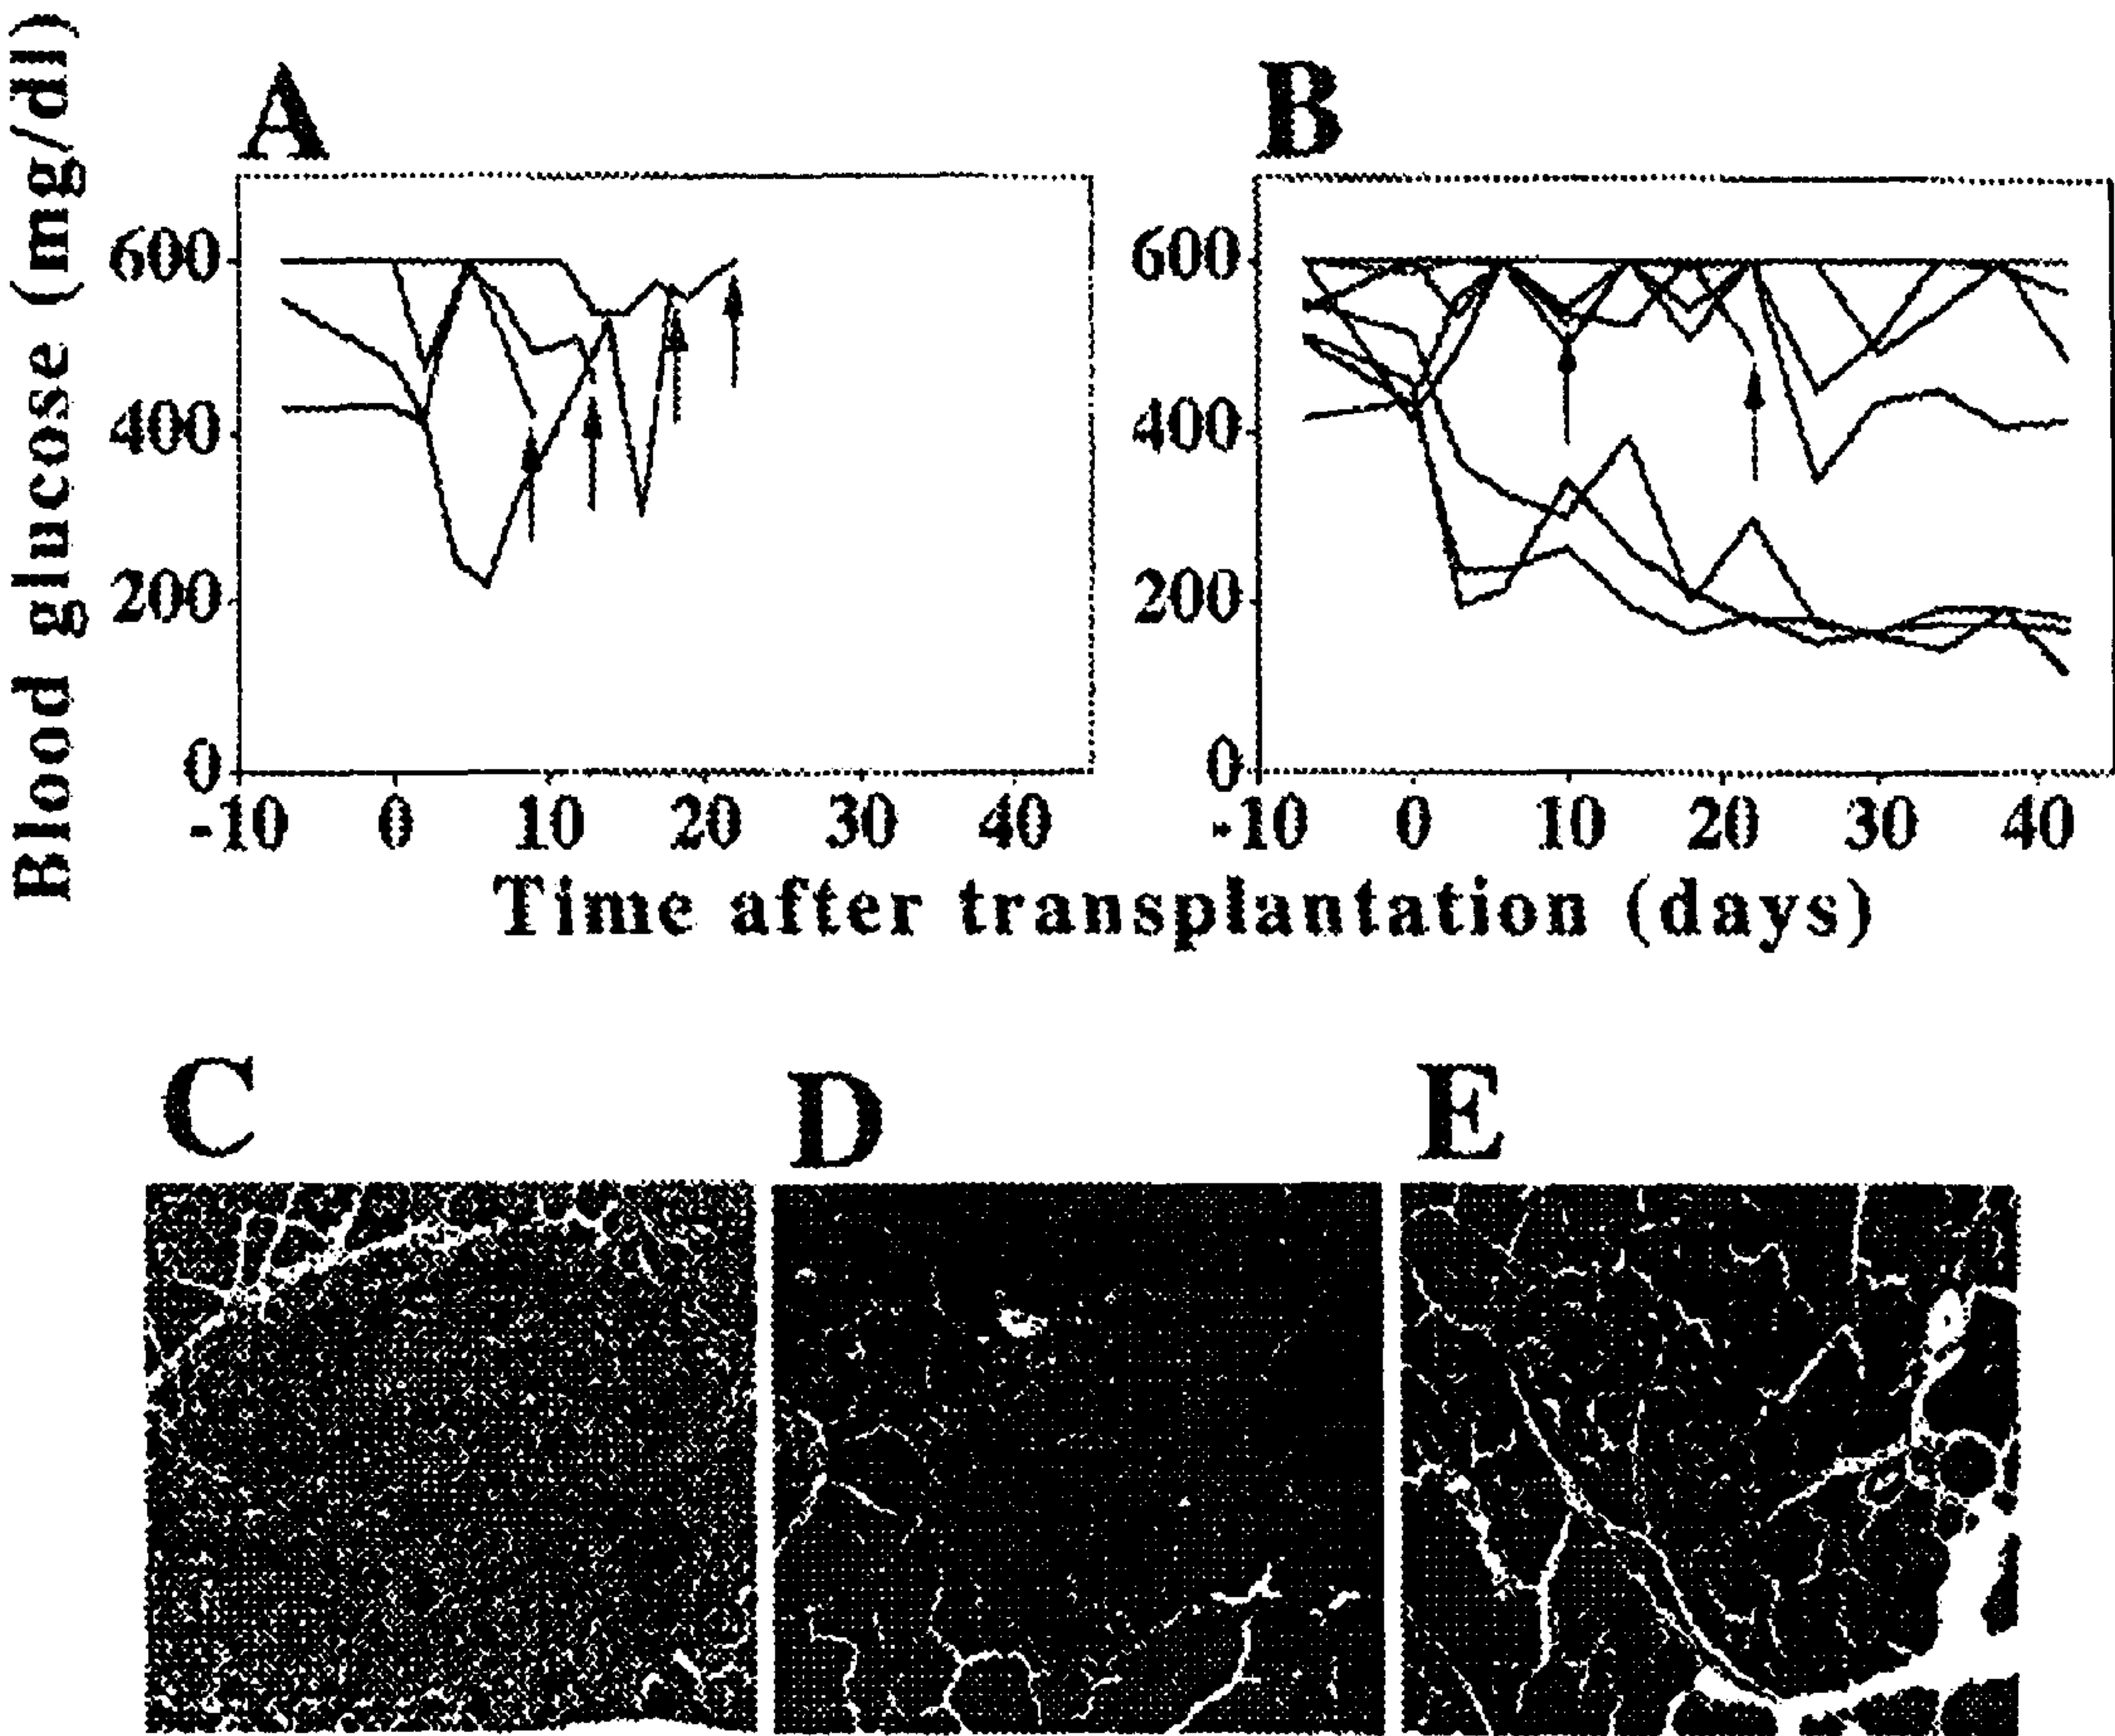 Blood glucose (mg/dl)
A
B
600
400
200
0
-10 0 10 20 30 40
600
400
200
0
-10 0 10 20 30 40
Time after transplantation (days)
C
D
E